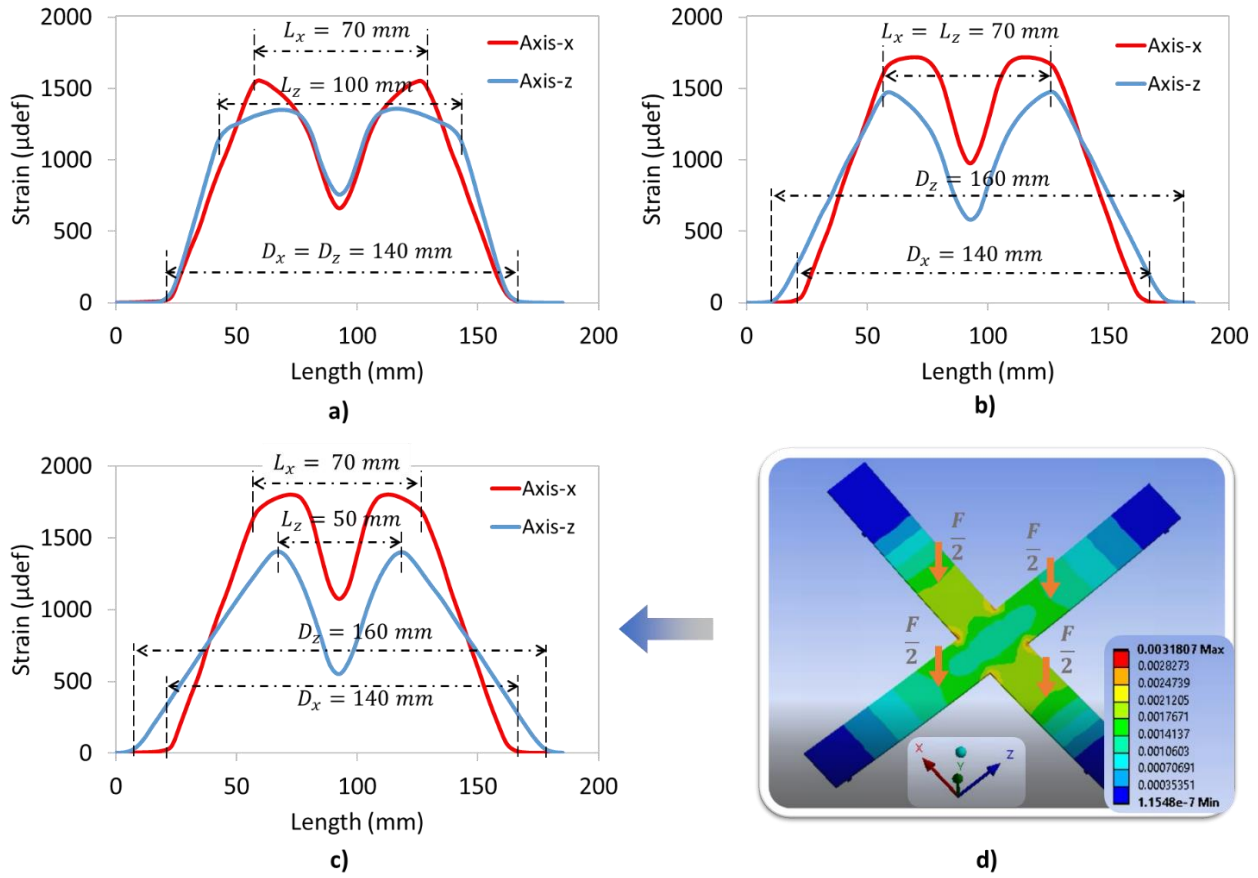 2000
1500
1000
500
0
Strain (µdef)
L_x = 70 mm
L_z = 100 mm
D_x = D_z = 140 mm
Axis-x
Axis-z
0 50 100 150 200
Length (mm)
a)
2000
1500
1000
500
0
Strain (µdef)
L_x = L_z = 70 mm
D_z = 160 mm
D_x = 140 mm
Axis-x
Axis-z
0 50 100 150 200
Length (mm)
b)
2000
1500
1000
500
0
Strain (µdef)
L_x = 70 mm
L_z = 50 mm
D_z = 160 mm
D_x = 140 mm
Axis-x
Axis-z
0 50 100 150 200
Length (mm)
c)
F/2
F/2
F/2
F/2
X Y Z
0.0031807 Max
0.0028273
0.0024739
0.0021205
0.0017671
0.0014137
0.0010603
0.00070691
0.00035351
1.1548e-7 Min
d)